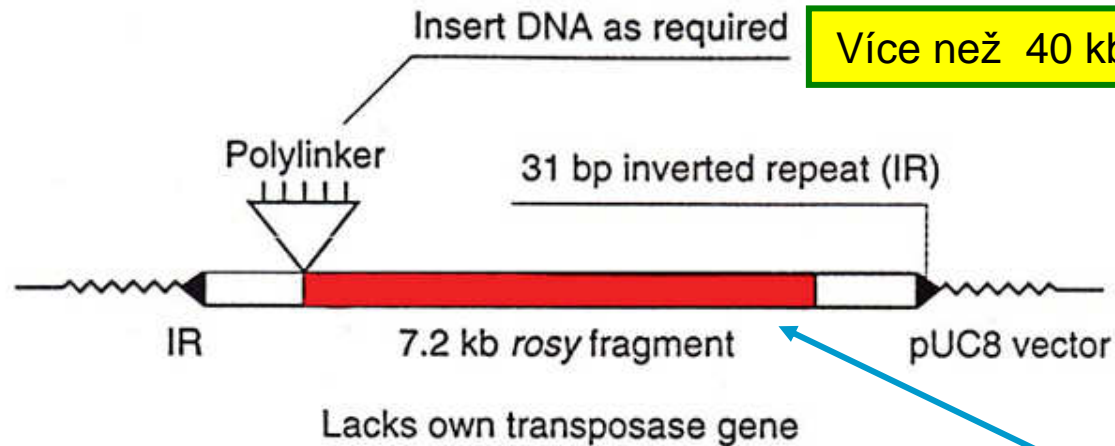 Insert DNA as required
Více než 40 kb
Polylinker
31 bp inverted repeat (IR)
IR
7.2 kb rosy fragment
pUC8 vector
Lacks own transposase gene